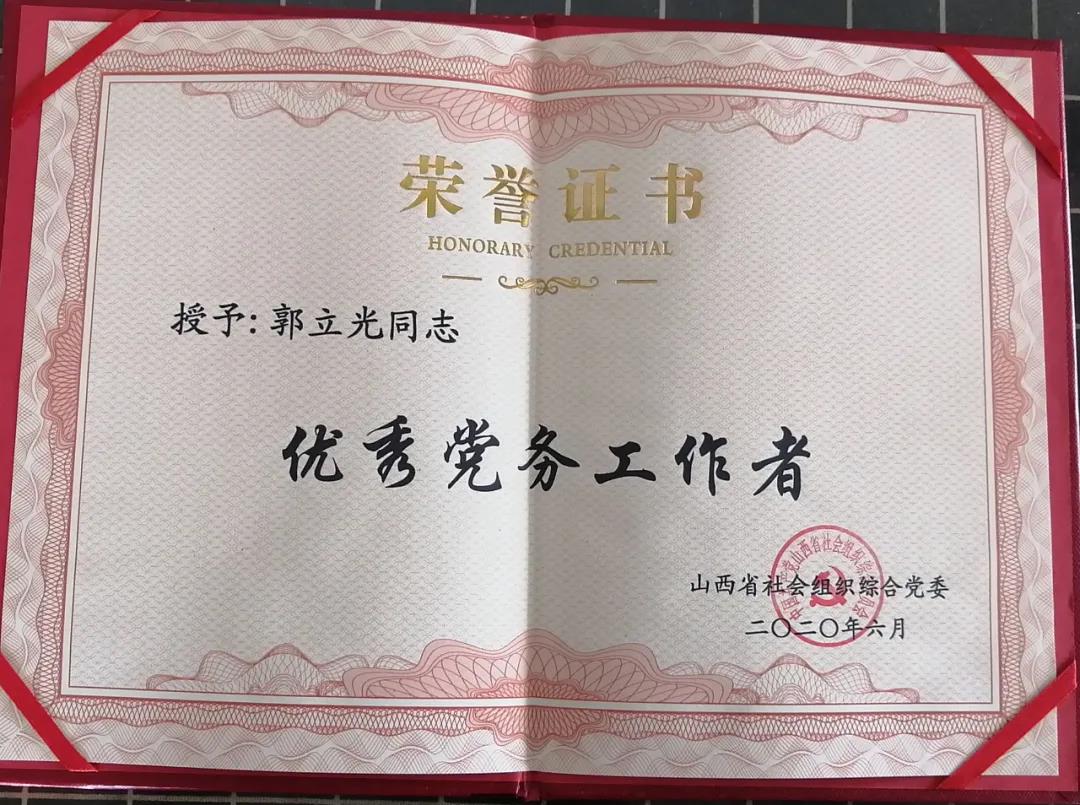 荣誉证书
HONORARY CREDENTIAL
授予:郭立光同志
优秀党务工作者
山西省社会组织综合党委
二〇二〇年六月